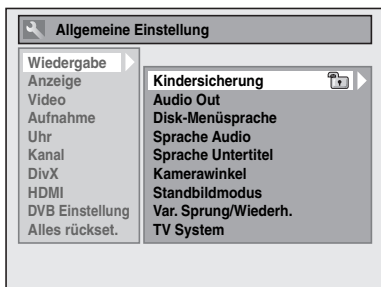 Allgemeine Einstellung
Wiedergabe
Anzeige
Video
Aufnahme
Uhr
Kanal
DivX
HDMI
DVB Einstellung
Alles rückset.
Kindersicherung
Audio Out
Disk-Menüsprache
Sprache Audio
Sprache Untertitel
Kamerawinkel
Standbildmodus
Var. Sprung/Wiederh.
TV System